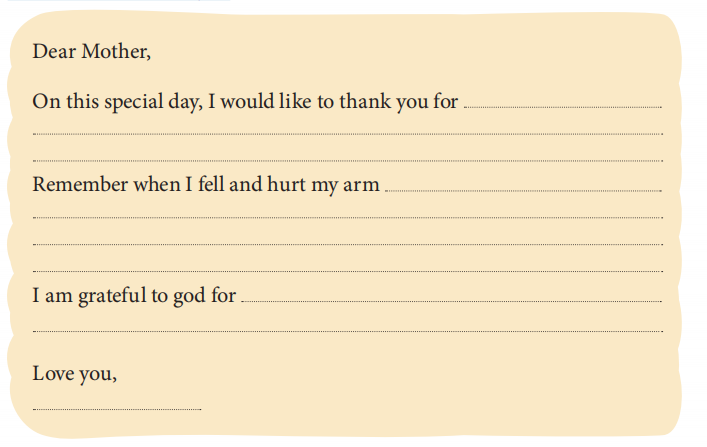 Dear Mother,
On this special day, I would like to thank you for
Remember when I fell and hurt my arm
I am grateful to god for
Love you,